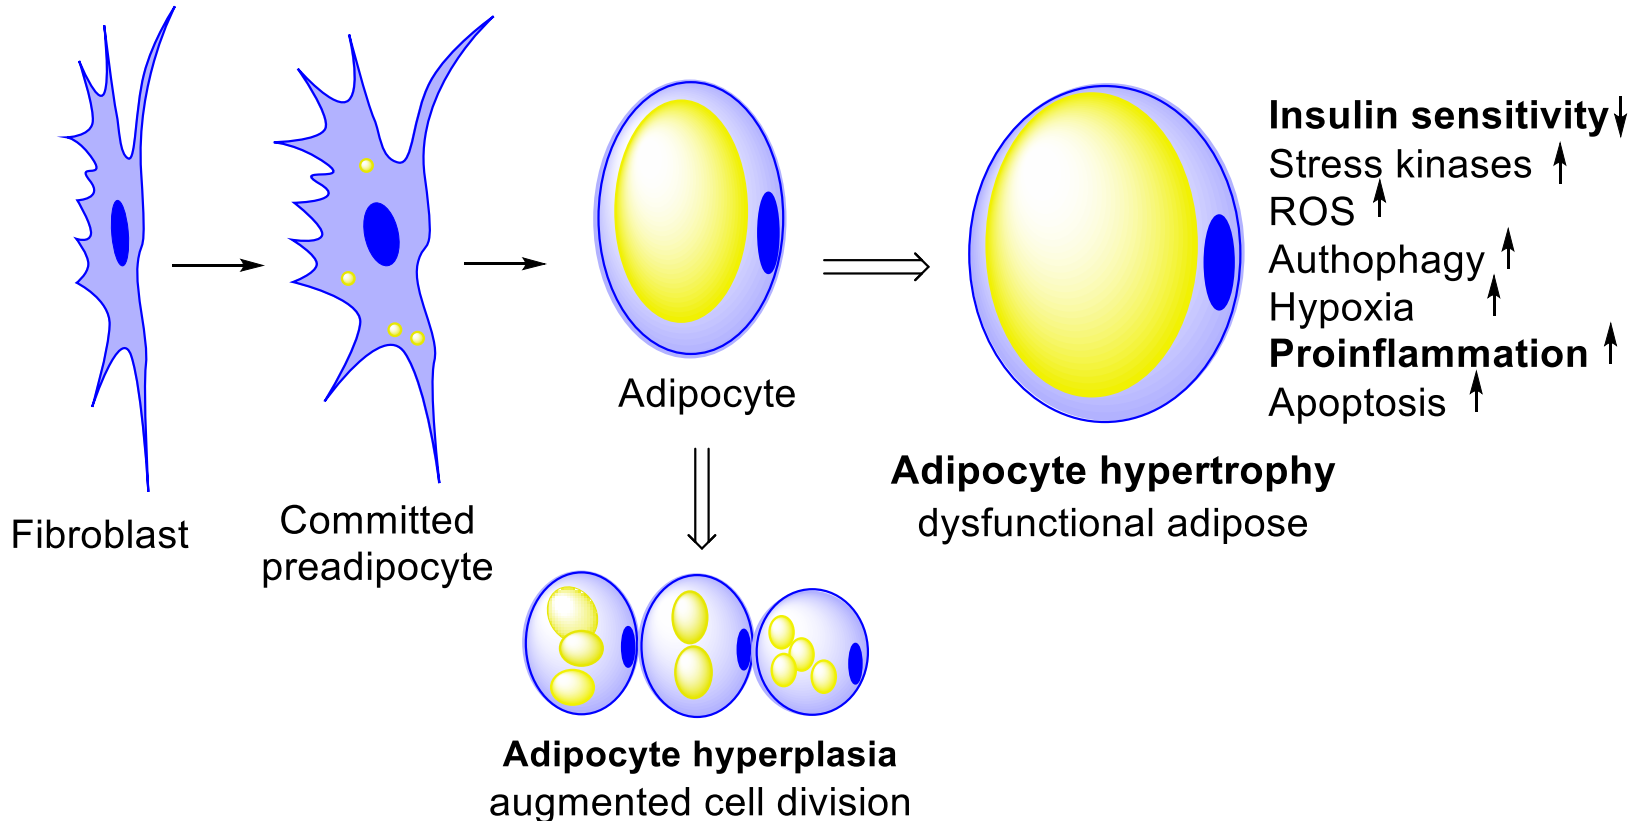 Insulin sensitivity↓
Stress kinases ↑
ROS ↑
Authophagy ↑
Hypoxia ↑
Proinflammation ↑
Apoptosis ↑
Adipocyte
Adipocyte hypertrophy
dysfunctional adipose
Fibroblast
Committed
preadipocyte
Adipocyte hyperplasia
augmented cell division